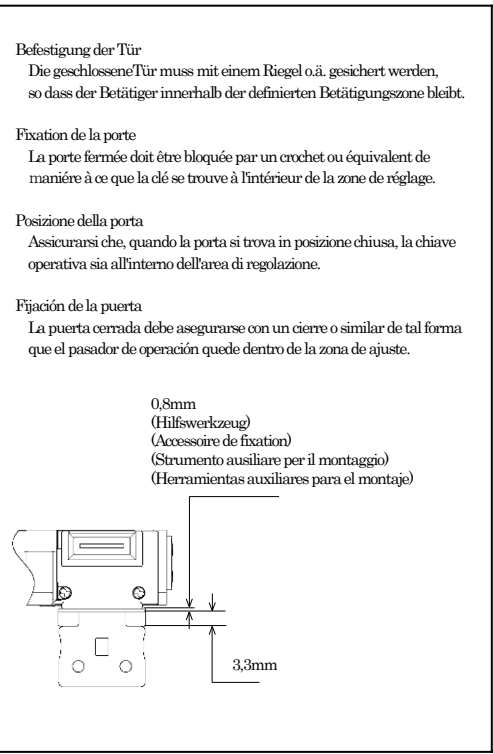 Befestigung der Tür
Die geschlosseneTür muss mit einem Riegel o.ä. gesichert werden,
so dass der Betätiger innerhalb der definierten Betätigungszone bleibt.
Fixation de la porte
La porte fermée doit être bloquée par un crochet ou équivalent de
maniére à ce que la clé se trouve à l'intérieur de la zone de réglage.
Posizione della porta
Assicurarsi che, quando la porta si trova in posizione chiusa, la chiave
operativa sia all'interno dell'area di regolazione.
Fijación de la puerta
La puerta cerrada debe asegurarse con un cierre o similar de tal forma
que el pasador de operación quede dentro de la zona de ajuste.
0,8mm
(Hilfswerkzeug)
(Accessoire de fixation)
(Strumento ausiliare per il montaggio)
(Herramientas auxiliares para el montaje)
3,3mm